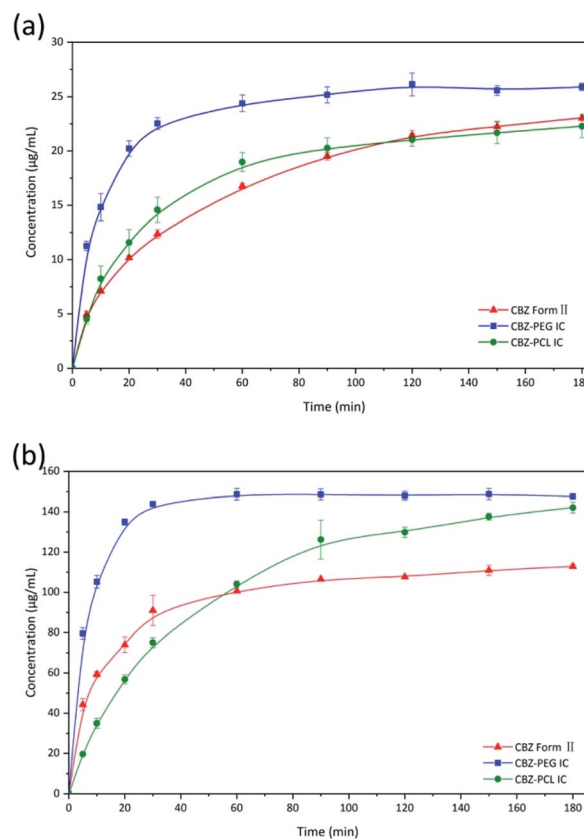 (a)
30
25
20
15
10
5
0
Concentration (μg/mL)
CBZ Form Ⅱ
CBZ-PEG IC
CBZ-PCL IC
0 20 40 60 80 100 120 140 160 180
Time (min)
(b)
160
140
120
100
80
60
40
20
0
Concentration (μg/mL)
CBZ Form Ⅱ
CBZ-PEG IC
CBZ-PCL IC
0 20 40 60 80 100 120 140 160 180
Time (min)